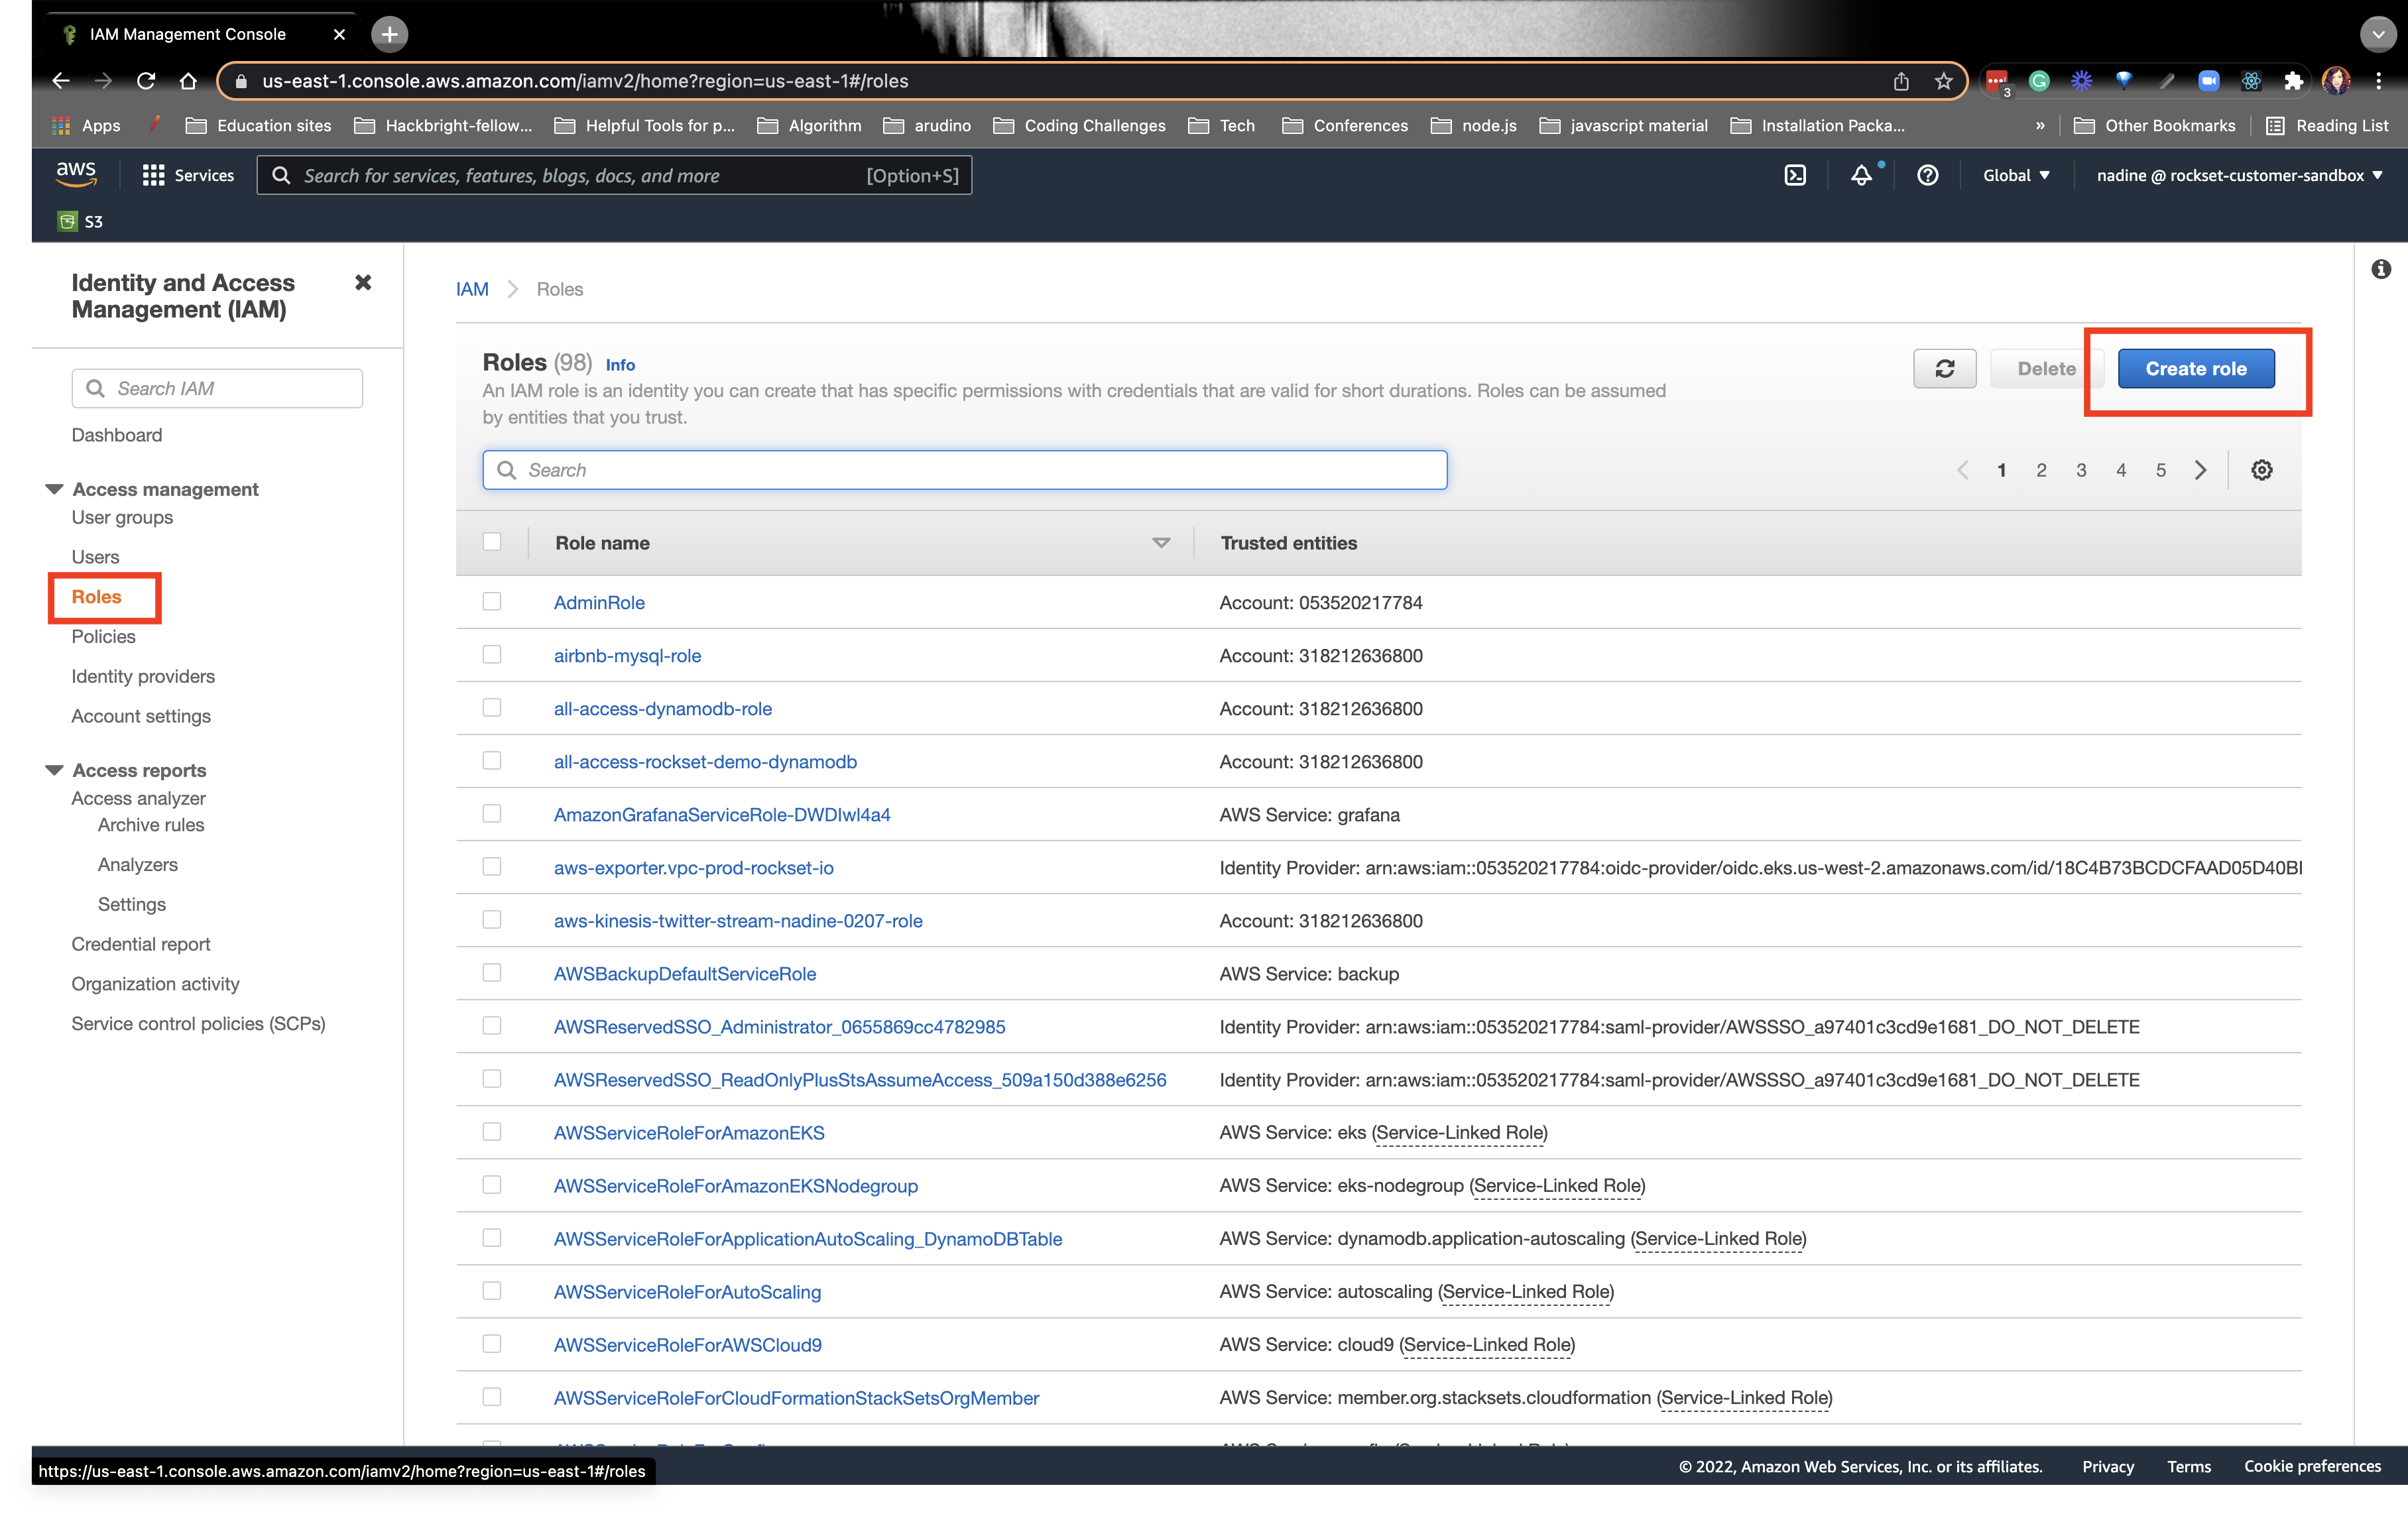 IAM Management Console
us-east-1.console.aws.amazon.com/iamv2/home?region=us-east-1#/roles
3
Apps Education sites Hackbright-fellow... Helpful Tools for p... Algorithm arudino Coding Challenges Tech Conferences node.js javascript material Installation Packa... » Other Bookmarks Reading List
aws Services Search for services, features, blogs, docs, and more [Option+S] Global nadine @ rockset-customer-sandbox
S3
Identity and Access
Management (IAM)
Search IAM
Dashboard
Access management
User groups
Users
Roles
Policies
Identity providers
Account settings
Access reports
Access analyzer
Archive rules
Analyzers
Settings
Credential report
Organization activity
Service control policies (SCPs)
IAM Roles
Roles (98) Info
Delete Create role
An IAM role is an identity you can create that has specific permissions with credentials that are valid for short durations. Roles can be assumed
by entities that you trust.
Search
1 2 3 4 5
Role name Trusted entities
AdminRole Account: 053520217784
airbnb-mysql-role Account: 318212636800
all-access-dynamodb-role Account: 318212636800
all-access-rockset-demo-dynamodb Account: 318212636800
AmazonGrafanaServiceRole-DWDIwl4a4 AWS Service: grafana
aws-exporter.vpc-prod-rockset-io Identity Provider: arn:aws:iam::053520217784:oidc-provider/oidc.eks.us-west-2.amazonaws.com/id/18C4B73BCDCFAAD05D40BI
aws-kinesis-twitter-stream-nadine-0207-role Account: 318212636800
AWSBackupDefaultServiceRole AWS Service: backup
AWSReservedSSO_Administrator_0655869cc4782985 Identity Provider: arn:aws:iam::053520217784:saml-provider/AWSSSO_a97401c3cd9e1681_DO_NOT_DELETE
AWSReservedSSO_ReadOnlyPlusStsAssumeAccess_509a150d388e6256 Identity Provider: arn:aws:iam::053520217784:saml-provider/AWSSSO_a97401c3cd9e1681_DO_NOT_DELETE
AWSServiceRoleForAmazonEKS AWS Service: eks (Service-Linked Role)
AWSServiceRoleForAmazonEKSNodegroup AWS Service: eks-nodegroup (Service-Linked Role)
AWSServiceRoleForApplicationAutoScaling_DynamoDBTable AWS Service: dynamodb.application-autoscaling (Service-Linked Role)
AWSServiceRoleForAutoScaling AWS Service: autoscaling (Service-Linked Role)
AWSServiceRoleForAWSCloud9 AWS Service: cloud9 (Service-Linked Role)
AWSServiceRoleForCloudFormationStackSetsOrgMember AWS Service: member.org.stacksets.cloudformation (Service-Linked Role)
https://us-east-1.console.aws.amazon.com/iamv2/home?region=us-east-1#/roles
© 2022, Amazon Web Services, Inc. or its affiliates. Privacy Terms Cookie preferences